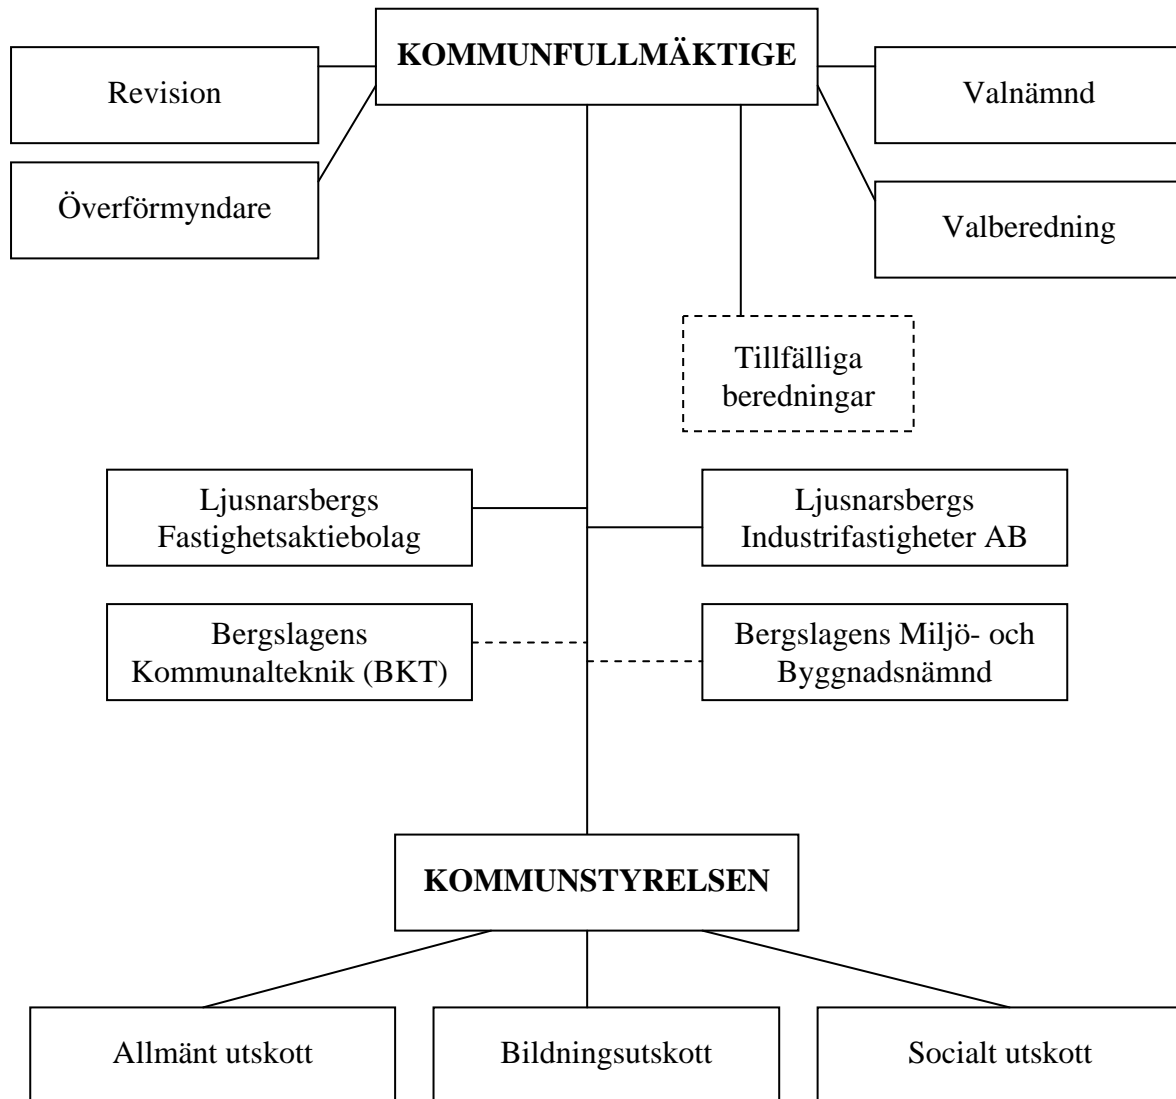 KOMMUNFULLMÄKTIGE
Revision
Valnämnd
Överförmyndare
Valberedning
Tillfälliga
beredningar
Ljusnarsbergs
Fastighetsaktiebolag
Ljusnarsbergs
Industrifastigheter AB
Bergslagens
Kommunalteknik (BKT)
Bergslagens Miljö- och
Byggnadsnämnd
KOMMUNSTYRELSEN
Allmänt utskott
Bildningsutskott
Socialt utskott